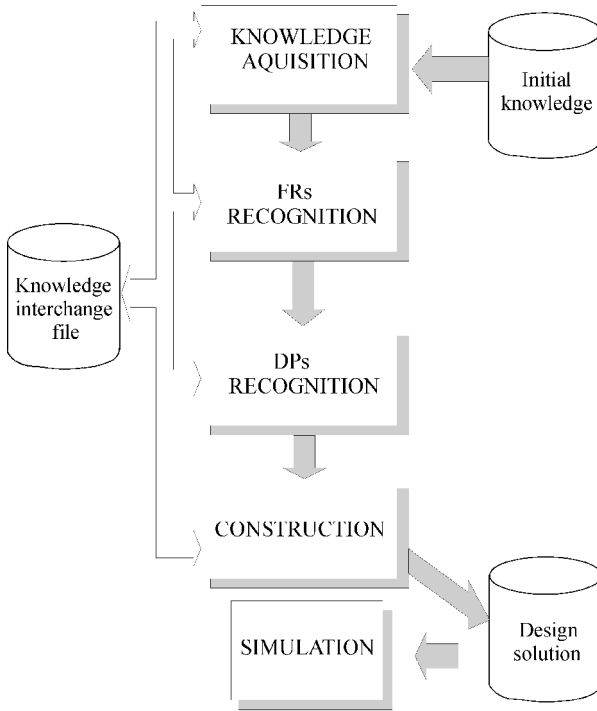 KNOWLEDGE
AQUISITION
Initial
knowledge
FRs
RECOGNITION
Knowledge
interchange
file
DPs
RECOGNITION
CONSTRUCTION
Design
solution
SIMULATION